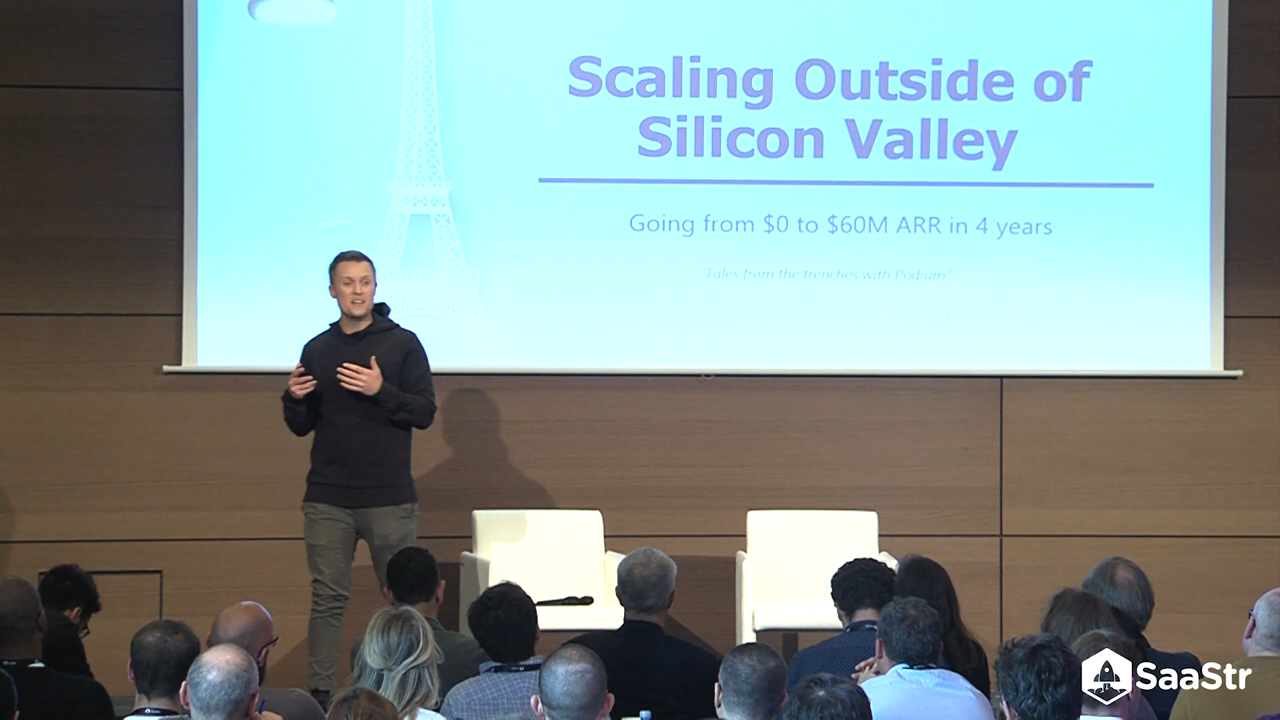 Scaling Outside of
Silicon Valley
Going from $0 to $60M ARR in 4 years
"Tales from the trenches with Podium"
SaaStr